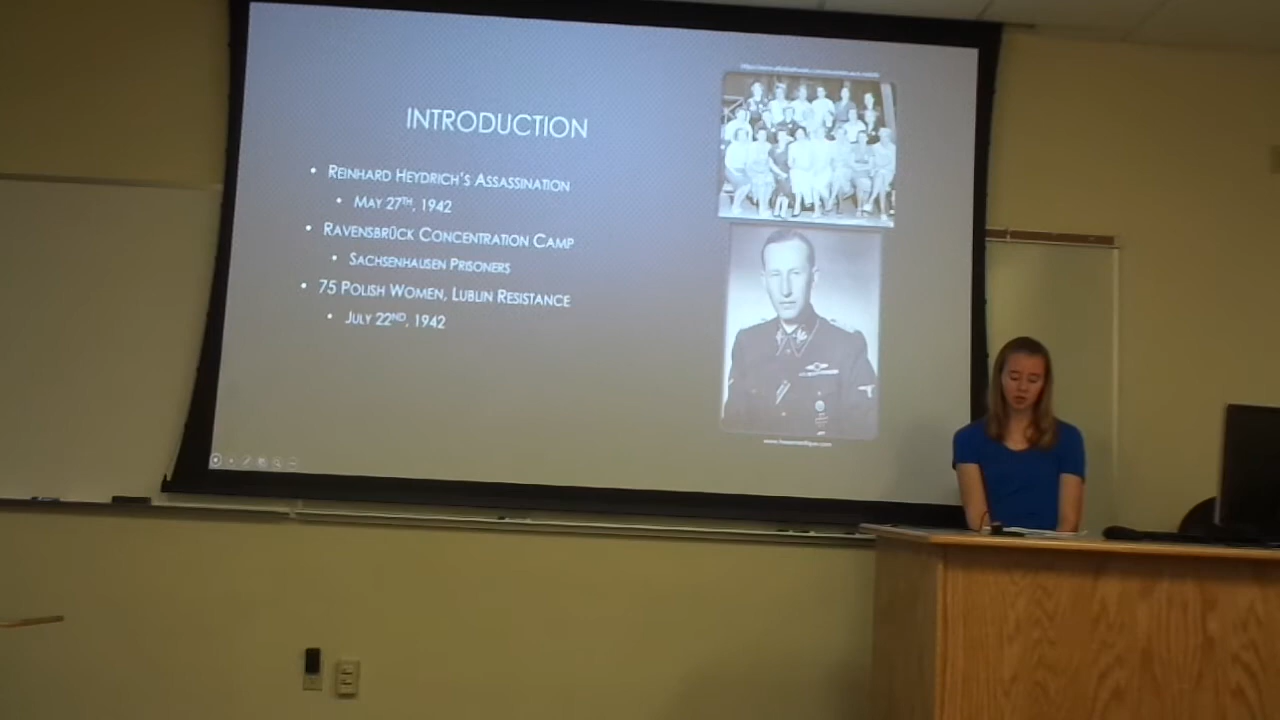 INTRODUCTION
• REINHARD HEYDRICH'S ASSASSINATION
• MAY 27TH, 1942
• RAVENSBRÜCK CONCENTRATION CAMP
• SACHSENHAUSEN PRISONERS
• 75 POLISH WOMEN, LUBLIN RESISTANCE
• JULY 22ND, 1942